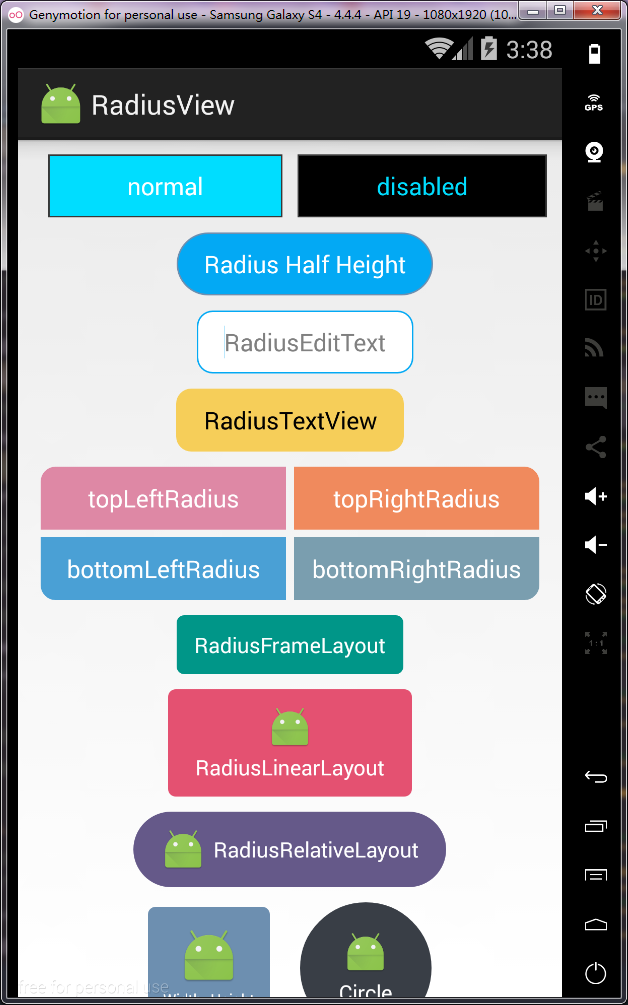 Genymotion for personal use - Samsung Galaxy S4 - 4.4.4 - API 19 - 1080x1920 (10...
3:38
GPS
RadiusView
normal
disabled
Radius Half Height
RadiusEditText
RadiusTextView
topLeftRadius
topRightRadius
bottomLeftRadius
bottomRightRadius
RadiusFrameLayout
RadiusLinearLayout
RadiusRelativeLayout
Circle
free for personal use
ID
1:1